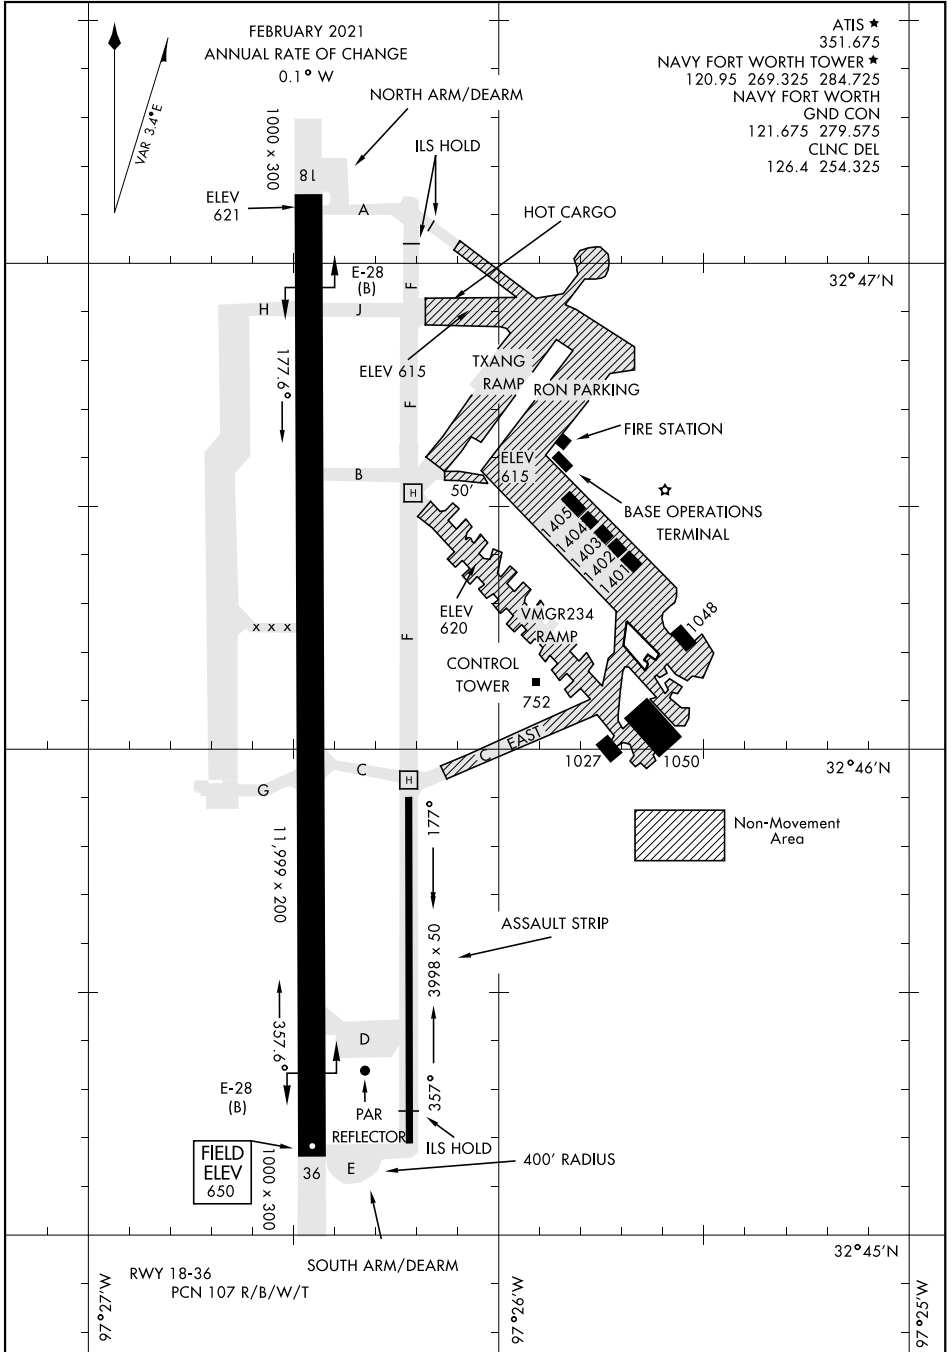 FEBRUARY 2021
ANNUAL RATE OF CHANGE
0.1° W
VAR 3.4°E
ATIS ★
351.675
NAVY FORT WORTH TOWER ★
120.95 269.325 284.725
NAVY FORT WORTH
GND CON
121.675 279.575
CLNC DEL
126.4 254.325
NORTH ARM/DEARM
1000 x 300
ILS HOLD
18
ELEV
621
A
HOT CARGO
32°47'N
E-28
(B)
F
H
J
177.6°
ELEV 615
TXANG
RAMP
RON PARKING
F
FIRE STATION
B
ELEV
615
50'
H
BASE OPERATIONS
TERMINAL
1405
1404
1403
1402
1401
ELEV
620
VMGR234
RAMP
1048
x x x
F
CONTROL
TOWER
752
C EAST
1027
1050
32°46'N
G
C
H
Non-Movement
Area
11,999 x 200
177°
3998 x 50
ASSAULT STRIP
357.6°
357°
D
E-28
(B)
PAR
REFLECTOR
ILS HOLD
FIELD
ELEV
650
36
E
400' RADIUS
1000 x 300
SOUTH ARM/DEARM
32°45'N
RWY 18-36
PCN 107 R/B/W/T
97°27'W
97°26'W
97°25'W